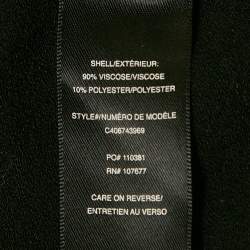 SHELL/EXTÉRIEUR:
90% VISCOSE/VISCOSE
10% POLYESTER/POLYESTER
STYLE#/NUMÉRO DE MODÈLE
C406743969
PO# 110381
RN# 107677
CARE ON REVERSE/
ENTRETIEN AU VERSO